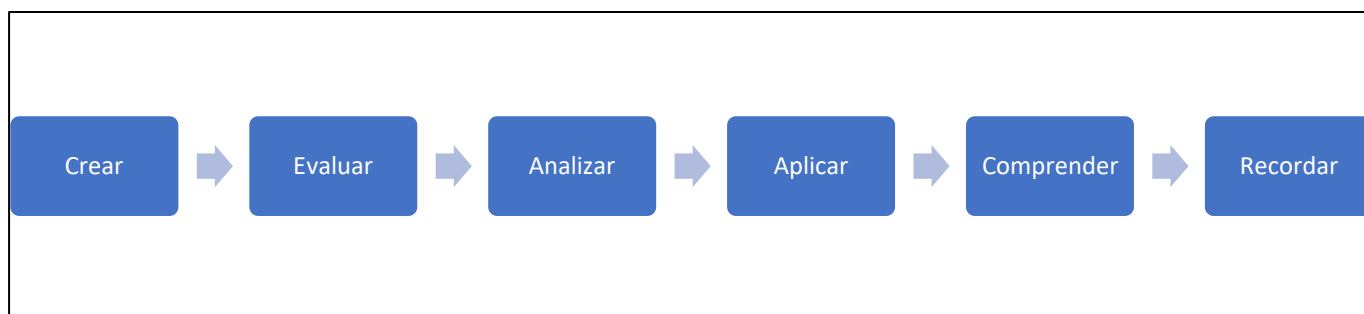 Crear
Evaluar
Analizar
Aplicar
Comprender
Recordar